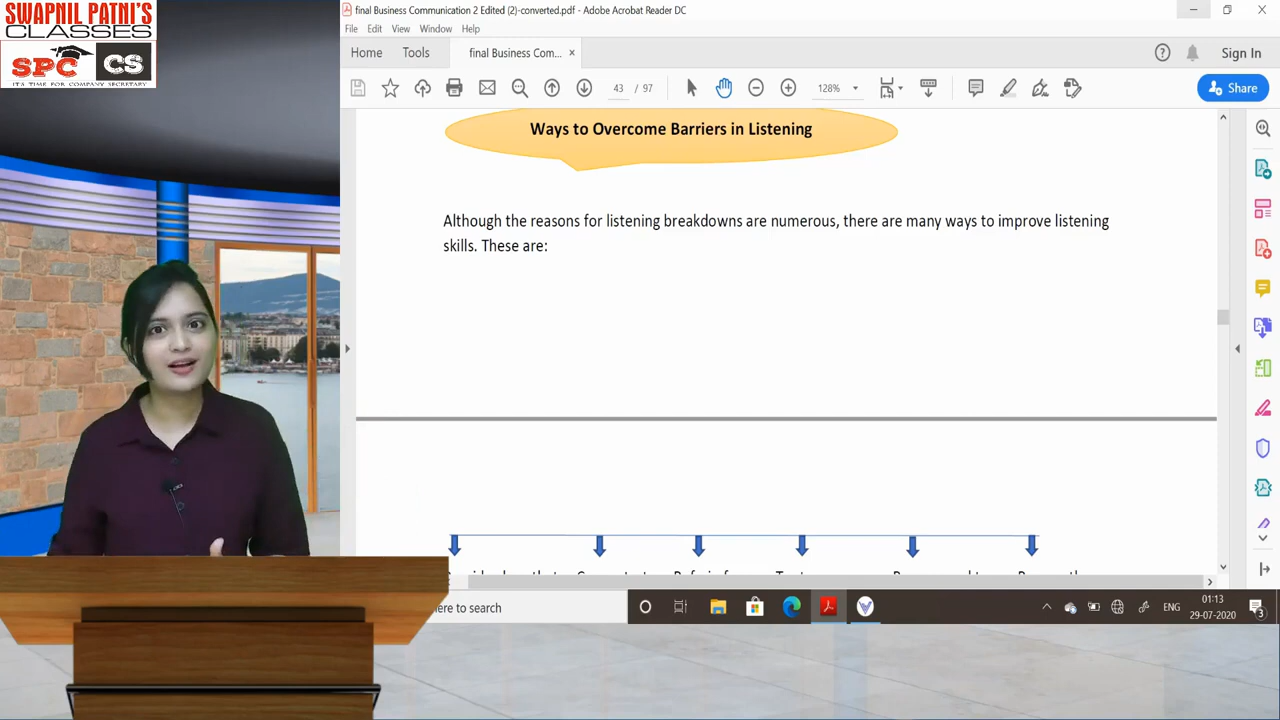 SWAPNIL PATNI'S
CLASSES
SPC CS
IT'S TIME FOR COMPANY SECRETARY
final Business Communication 2 Edited (2)-converted.pdf - Adobe Acrobat Reader DC
File Edit View Window Help
Home Tools final Business Com... × Sign In
43 / 97 128% Share
Ways to Overcome Barriers in Listening
Although the reasons for listening breakdowns are numerous, there are many ways to improve listening
skills. These are:
ere to search
ENG
01:13
29-07-2020
3